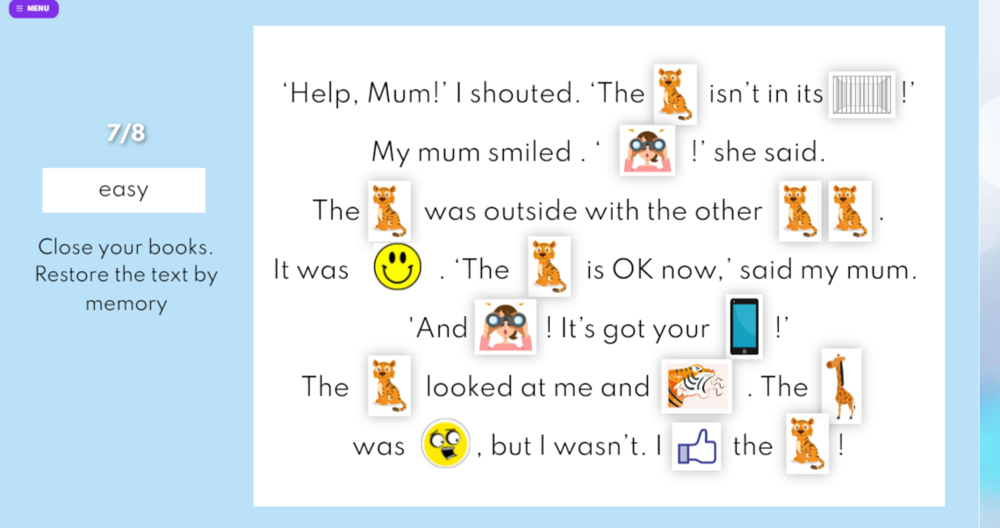 MENU
7/8
easy
Close your books.
Restore the text by
memory
‘Help, Mum!’ I shouted. ‘The isn’t in its !’
My mum smiled . ‘ !’ she said.
The was outside with the other .
It was . ‘The is OK now,’ said my mum.
'And ! It’s got your !’
The looked at me and . The
was , but I wasn’t. I the !